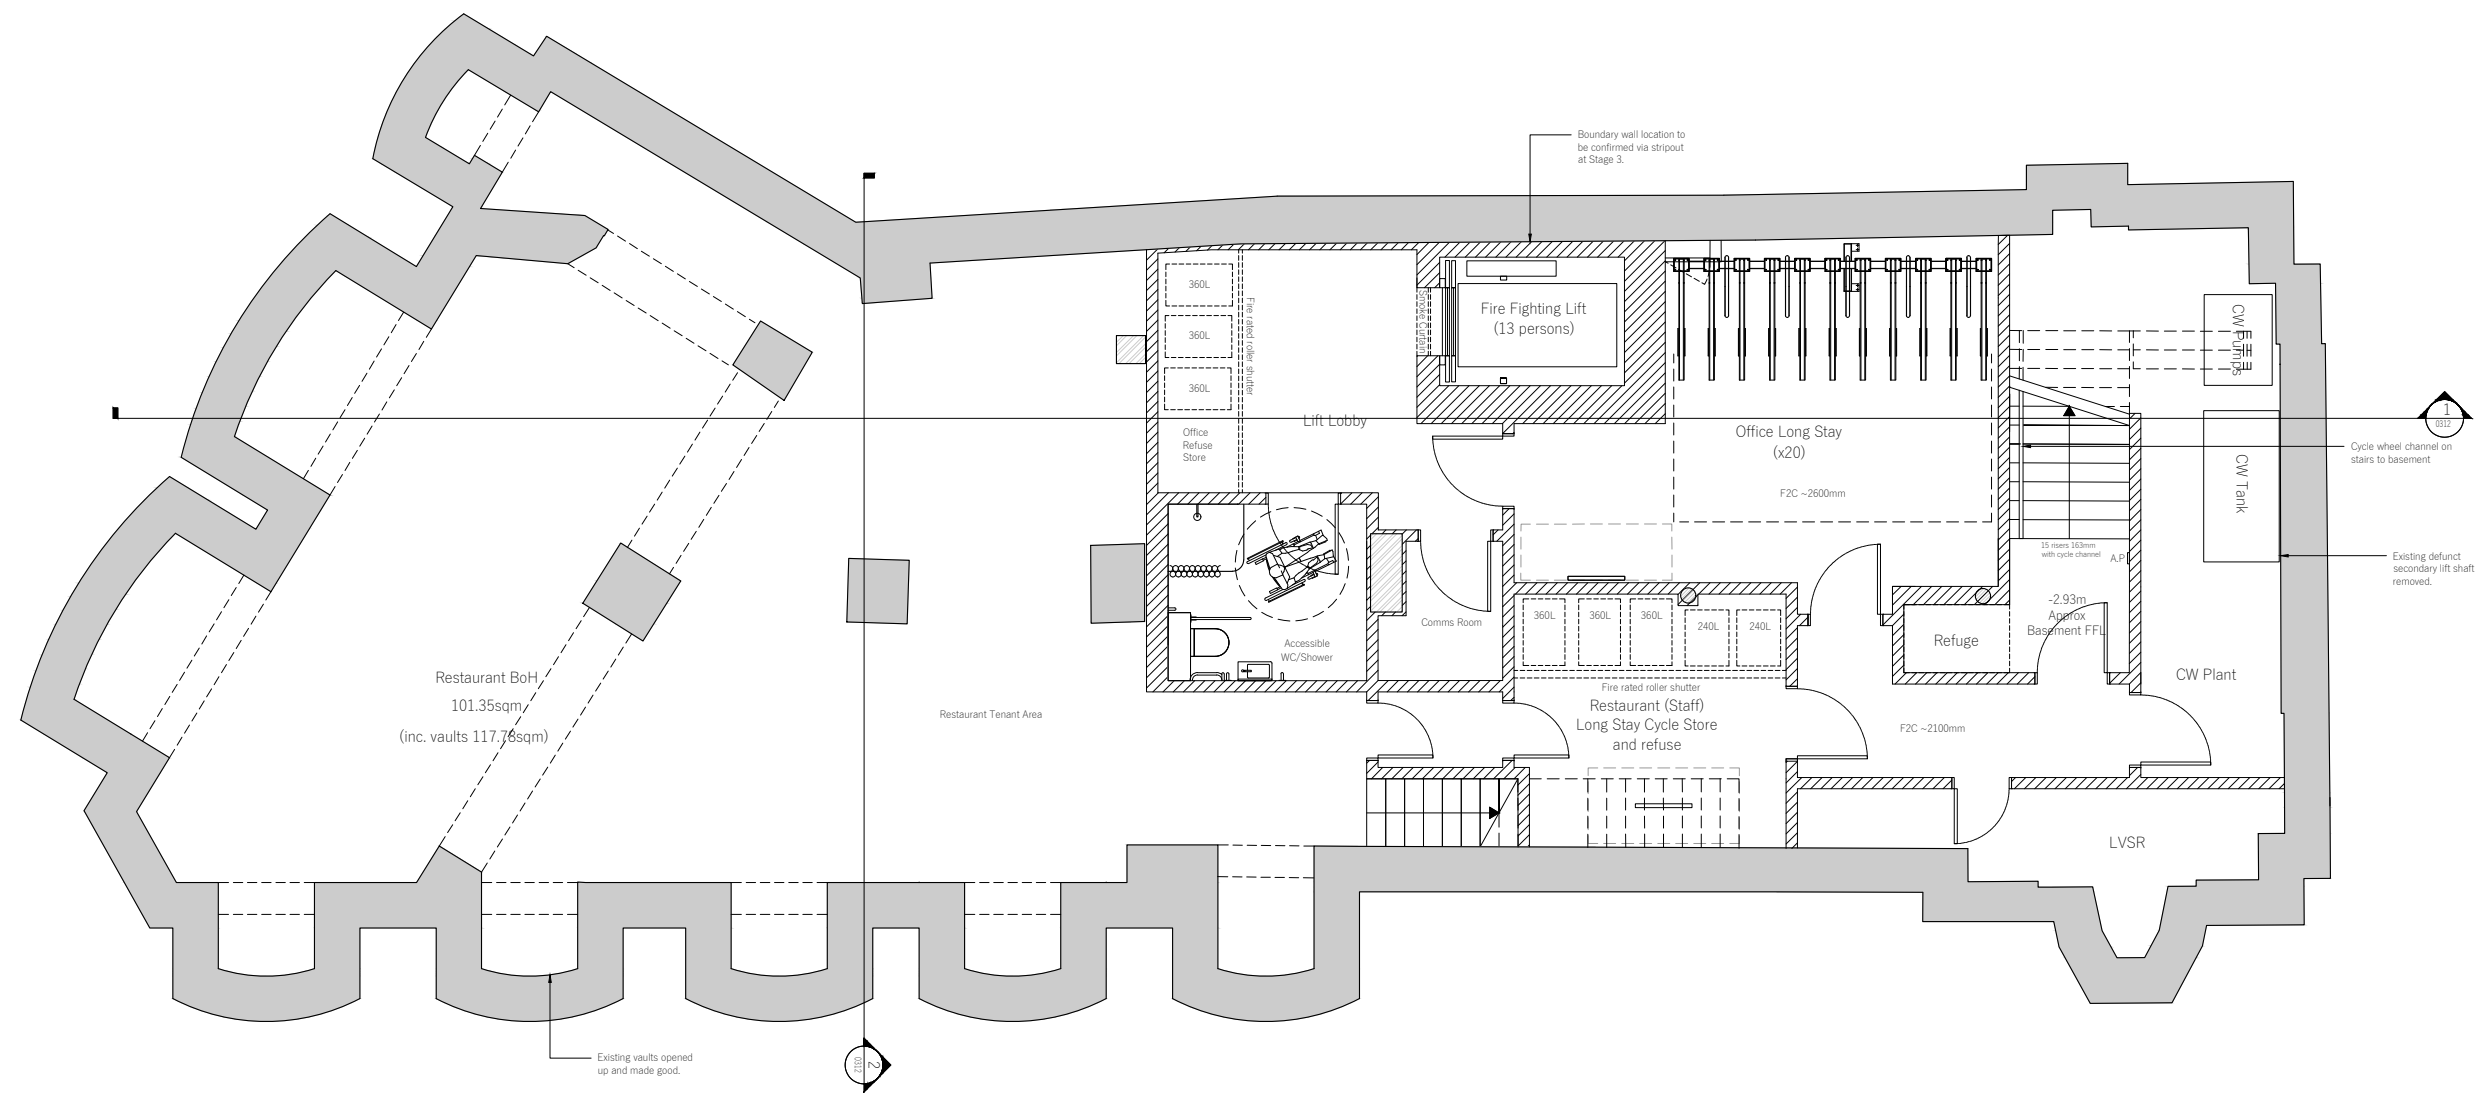 Boundary wall location to
be confirmed via stripout
at Stage 3.
360L
360L
360L
Office
Refuse
Store
Fire rated roller shutter
Lift Lobby
Smoke Curtain
Fire Fighting Lift
(13 persons)
Office Long Stay
(x20)
F2C ~2600mm
CW Pumps
CW Tank
1
0312
Cycle wheel channel on
stairs to basement
15 risers 163mm
with cycle channel
A.P
Existing defunct
secondary lift shaft
removed.
-2.93m
Approx
Basement FFL
Refuge
CW Plant
Comms Room
Accessible
WC/Shower
360L
360L
360L
240L
240L
Fire rated roller shutter
Restaurant (Staff)
Long Stay Cycle Store
and refuse
F2C ~2100mm
LVSR
Restaurant BoH
101.35sqm
(inc. vaults 117.78sqm)
Restaurant Tenant Area
Existing vaults opened
up and made good.
2
0312